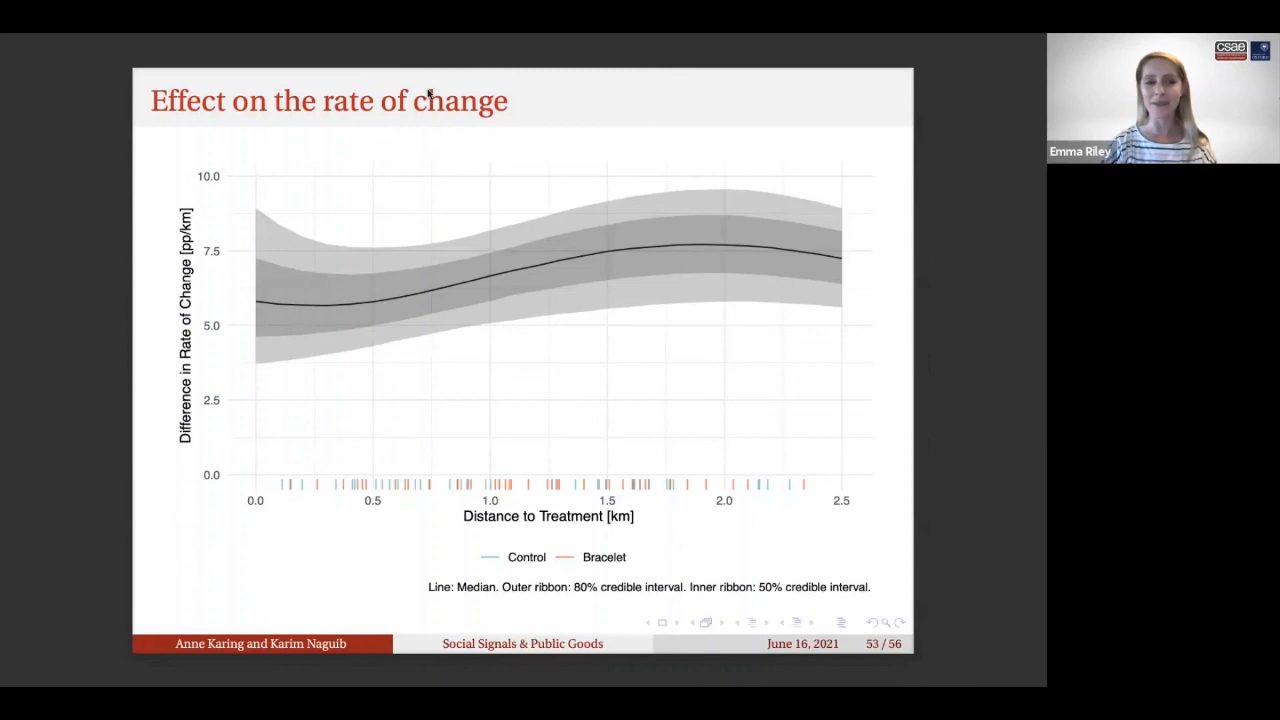 Effect on the rate of change
csae
Emma Riley
Difference in Rate of Change [pp/km]
10.0
7.5
5.0
2.5
0.0
0.0 0.5 1.0 1.5 2.0 2.5
Distance to Treatment [km]
Control Bracelet
Line: Median. Outer ribbon: 80% credible interval. Inner ribbon: 50% credible interval.
Anne Karing and Karim Naguib Social Signals & Public Goods June 16, 2021 53 / 56